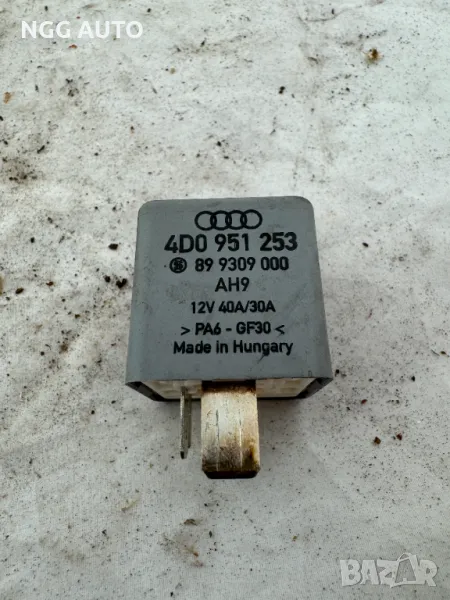 NGG AUTO
4D0 951 253
89 9309 000
AH9
12V 40A/30A
> PA6 - GF30 <
Made in Hungary
BAZAR